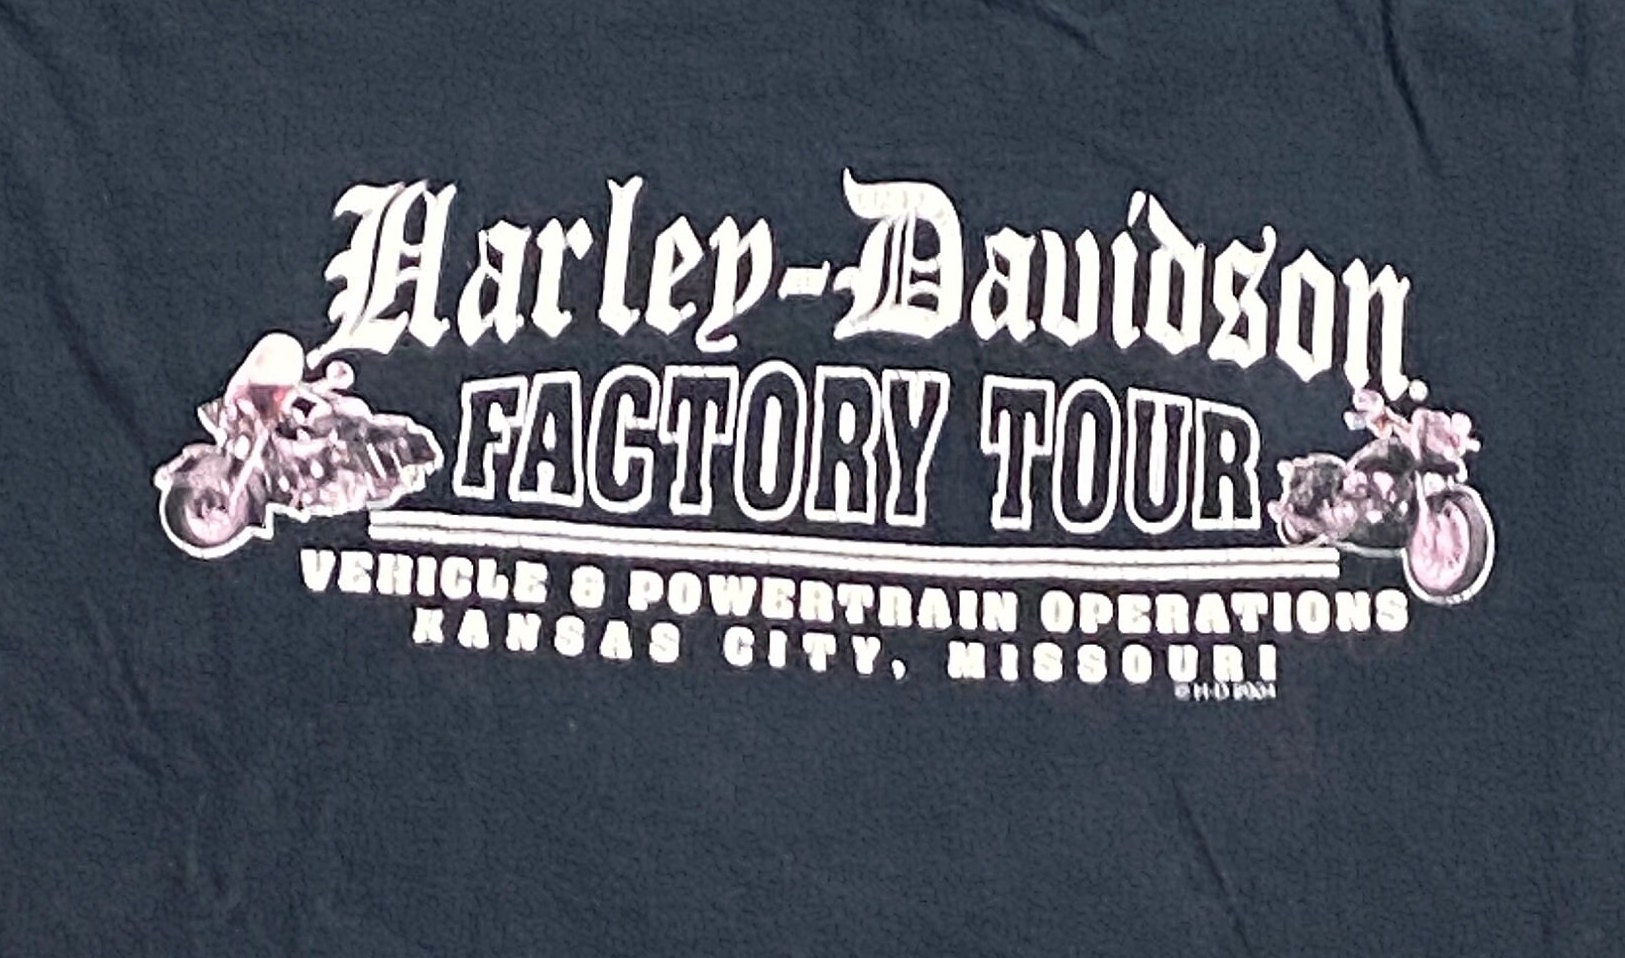 Harley-Davidson
FACTORY TOUR
VEHICLE & POWERTRAIN OPERATIONS
KANSAS CITY, MISSOURI
© H-D